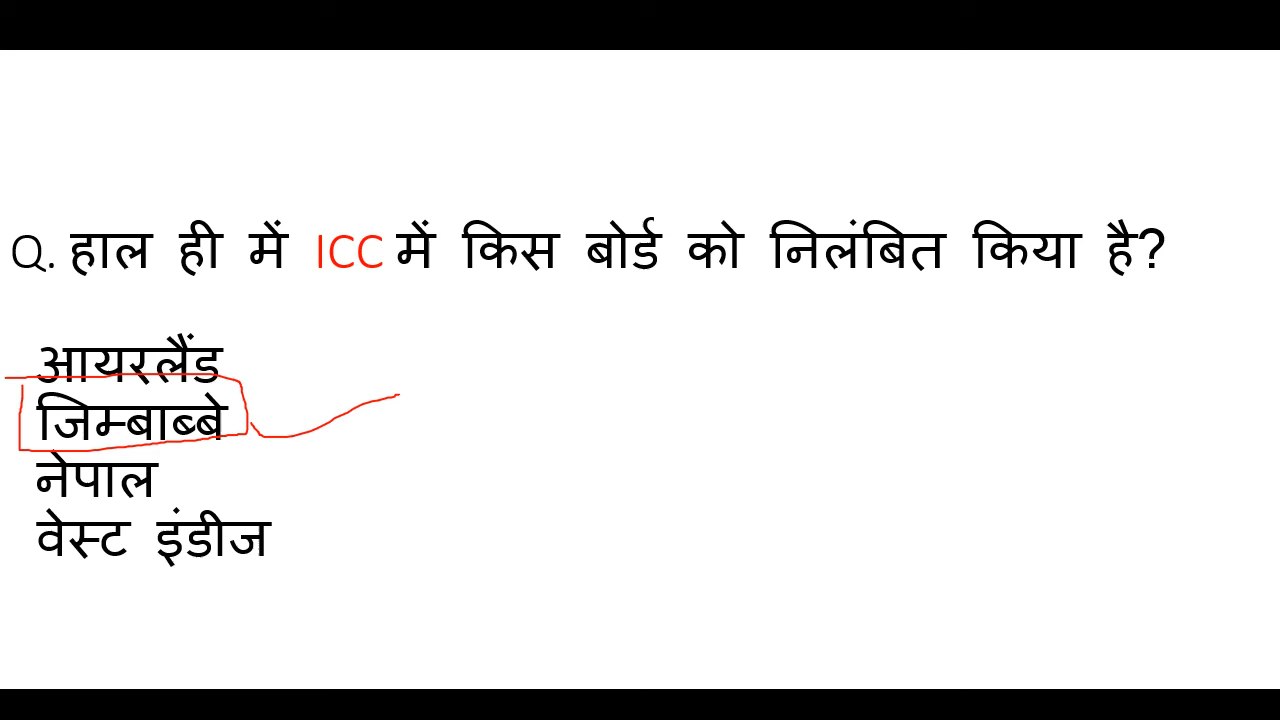 Q. हाल ही में ICC में किस बोर्ड को निलंबित किया है?
आयरलैंड
जिम्बाब्बे
नेपाल
वेस्ट इंडीज